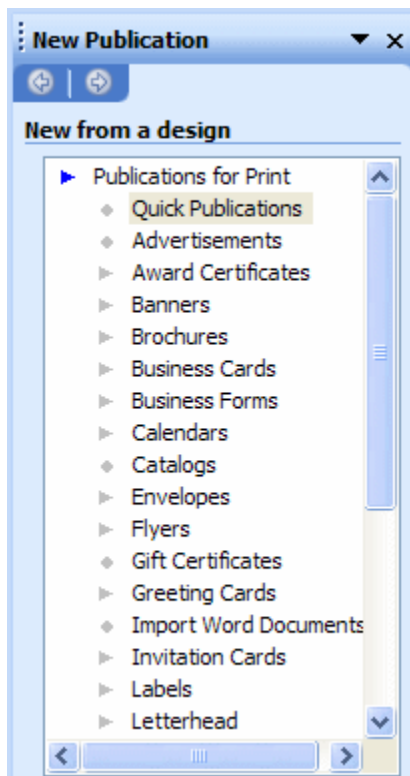 New Publication
New from a design
Publications for Print
Quick Publications
Advertisements
Award Certificates
Banners
Brochures
Business Cards
Business Forms
Calendars
Catalogs
Envelopes
Flyers
Gift Certificates
Greeting Cards
Import Word Documents
Invitation Cards
Labels
Letterhead